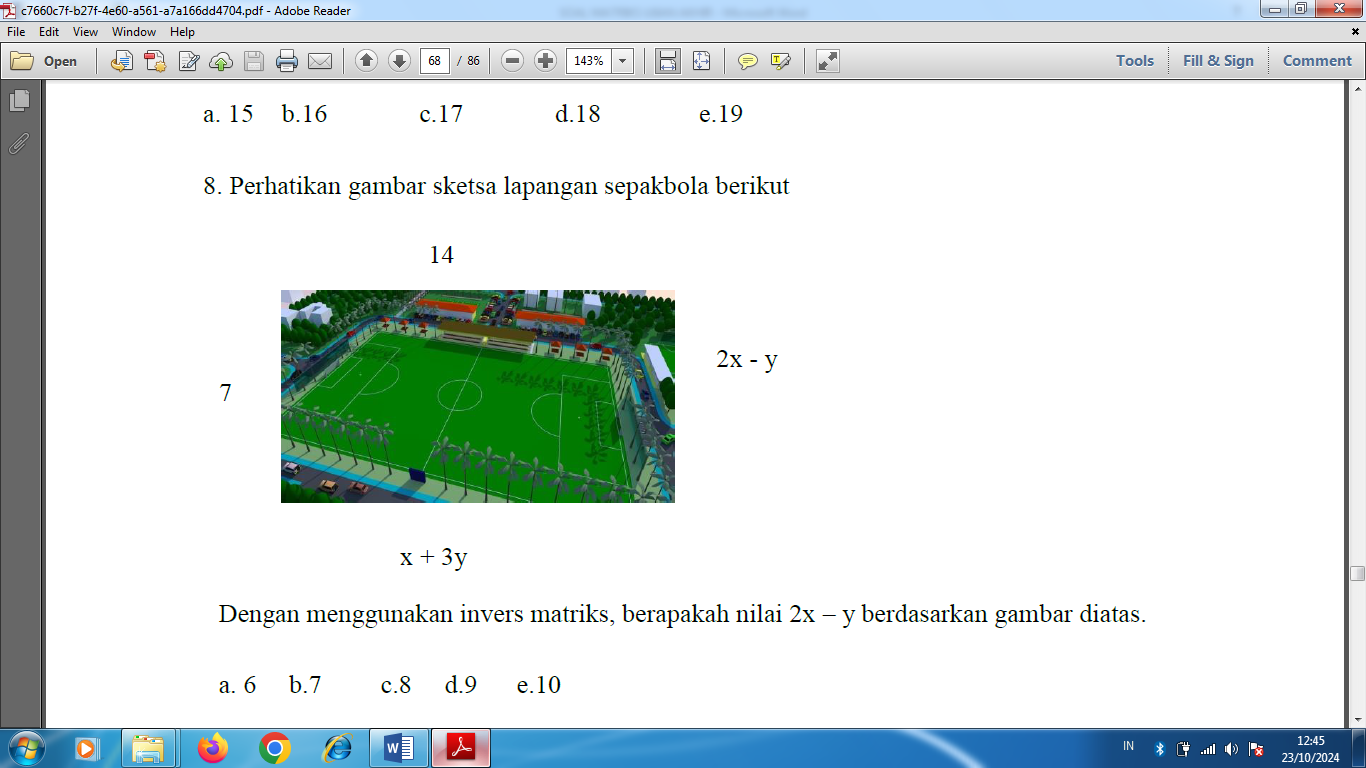 c7660c7f-b27f-4e60-a561-a7a166dd4704.pdf - Adobe Reader
File Edit View Window Help
Open 68 / 86 143% Tools Fill & Sign Comment
a. 15 b.16 c.17 d.18 e.19
8. Perhatikan gambar sketsa lapangan sepakbola berikut
14
2x - y
7
x + 3y
Dengan menggunakan invers matriks, berapakah nilai 2x – y berdasarkan gambar diatas.
a. 6 b.7 c.8 d.9 e.10
IN 12:45
23/10/2024